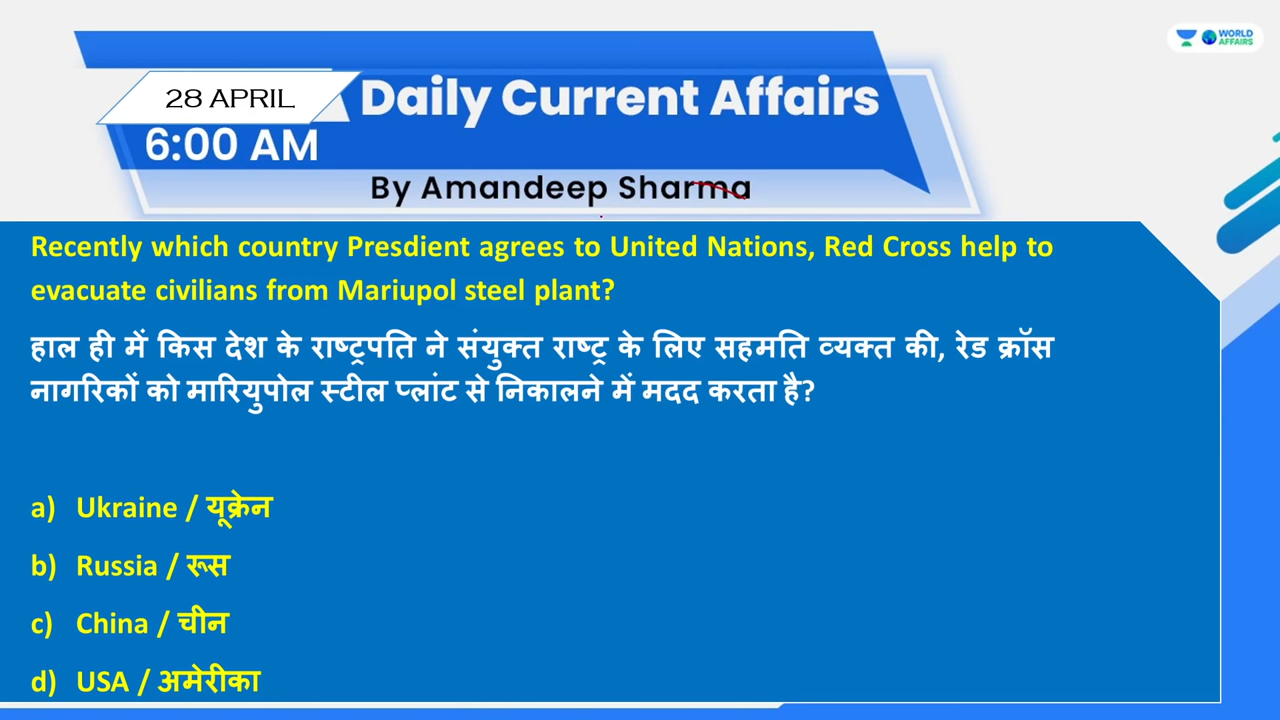 WORLD
AFFAIRS
28 APRIL
Daily Current Affairs
6:00 AM
By Amandeep Sharma
Recently which country Presdient agrees to United Nations, Red Cross help to
evacuate civilians from Mariupol steel plant?
हाल ही में किस देश के राष्ट्रपति ने संयुक्त राष्ट्र के लिए सहमति व्यक्त की, रेड क्रॉस
नागरिकों को मारियुपोल स्टील प्लांट से निकालने में मदद करता है?
a) Ukraine / यूक्रेन
b) Russia / रूस
c) China / चीन
d) USA / अमेरीका